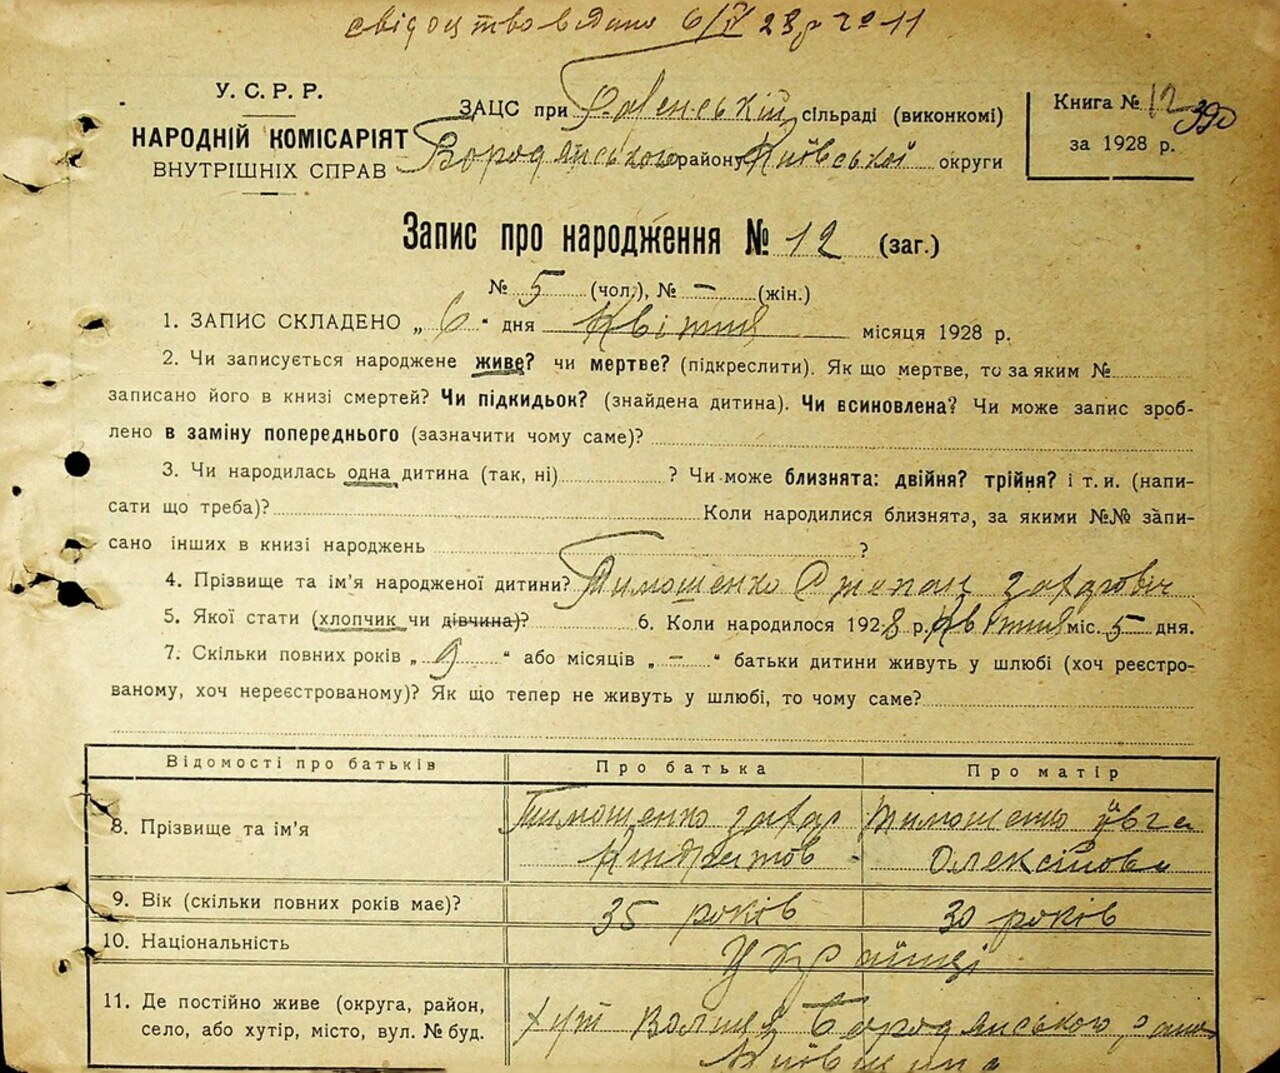 свідоцтво видано 6/IV 28 р № 11
У. С. Р. Р.
НАРОДНІЙ КОМІСАРІЯТ
ВНУТРІШНІХ СПРАВ
ЗАЦС при сільраді (виконкомі)
Бородянського району Київської округи
Книга № 12
за 1928 р.
Запис про народження № 12 (заг.)
№ 5 (чол.), № – (жін.)
1. ЗАПИС СКЛАДЕНО „ 6 “ дня Квітня місяця 1928 р.
2. Чи записується народжене живе? чи мертве? (підкреслити). Як що мертве, то за яким №
записано його в книзі смертей? Чи підкидьок? (знайдена дитина). Чи всиновлена? Чи може запис зроб-
лено в заміну попереднього (зазначити чому саме)?
3. Чи народилась одна дитина (так, ні) ? Чи може близнята: двійня? трійня? і т. и. (напи-
сати що треба)? Коли народилися близнята, за якими №№ запи-
сано інших в книзі народжень ?
4. Прізвище та ім’я народженої дитини? Тимошенко Степан Захарович
5. Якої стати (хлопчик чи дівчина)? 6. Коли народилося 1928 р. Квітня міс. 5 дня.
7. Скільки повних років „ 9 “ або місяців „ – “ батьки дитини живуть у шлюбі (хоч реєстро-
ваному, хоч нереєстрованому)? Як що тепер не живуть у шлюбі, то чому саме?
Відомості про батьків Про батька Про матір
8. Прізвище та ім’я Тимошенко Захар Тимошенко Ївга
Кіндратов Олексійова
9. Вік (скільки повних років має)? 35 років 30 років
10. Національність Українці
11. Де постійно живе (округа, район,
село, або хутір, місто, вул. № буд. хут Бородянського
Київщина